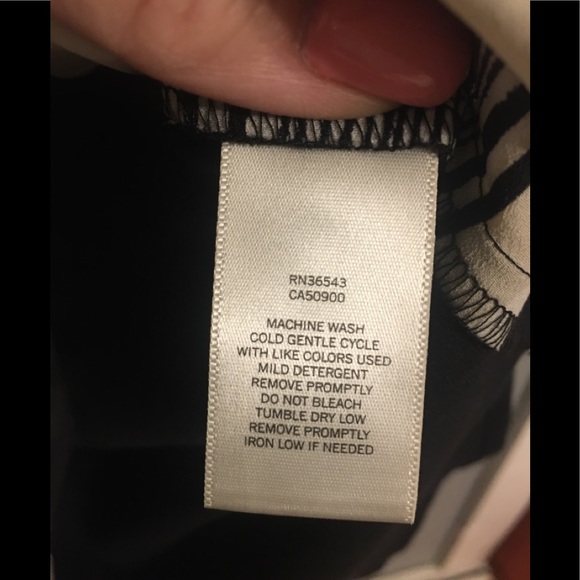 RN36543
CA50900
MACHINE WASH
COLD GENTLE CYCLE
WITH LIKE COLORS USED
MILD DETERGENT
REMOVE PROMPTLY
DO NOT BLEACH
TUMBLE DRY LOW
REMOVE PROMPTLY
IRON LOW IF NEEDED